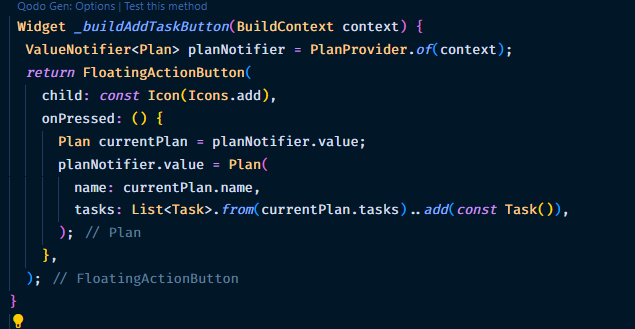 Qodo Gen: Options | Test this method
Widget _buildAddTaskButton(BuildContext context) {
  ValueNotifier<Plan> planNotifier = PlanProvider.of(context);
  return FloatingActionButton(
    child: const Icon(Icons.add),
    onPressed: () {
      Plan currentPlan = planNotifier.value;
      planNotifier.value = Plan(
        name: currentPlan.name,
        tasks: List<Task>.from(currentPlan.tasks)..add(const Task()),
      ); // Plan
    },
  ); // FloatingActionButton
}